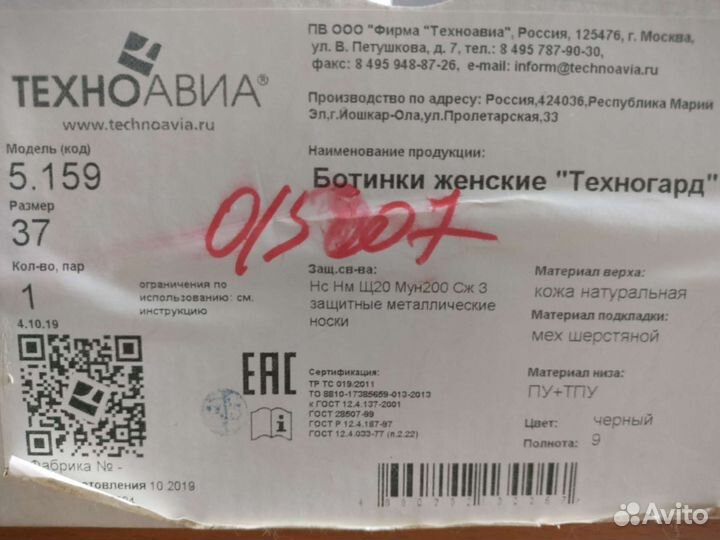 ТЕХНОАВИА®
www.technoavia.ru
ПВ ООО "Фирма "Техноавиа", Россия, 125476, г. Москва,
ул. В. Петушкова, д. 7, тел.: 8 495 787-90-30,
факс: 8 495 948-87-26, e-mail: inform@technoavia.ru
Производство по адресу: Россия,424036,Республика Марий
Эл,г.Йошкар-Ола,ул.Пролетарская,33
Модель (код)
5.159
Размер
37
Кол-во, пар
1
4.10.19
ограничения по
использованию: см.
инструкцию
Наименование продукции:
Ботинки женские "Техногард"
Защ.св-ва:
Нс Нм Щ20 Мун200 Сж З
защитные металлические
носки
Материал верха:
кожа натуральная
Материал подкладки:
мех шерстяной
Материал низа:
ПУ+ТПУ
Цвет: черный
Полнота: 9
ЕАС
Сертификация:
ТР ТС 019/2011
ТО 8810-17385659-013-2013
к ГОСТ 12.4.137-2001
ГОСТ 28507-99
ГОСТ Р 12.4.187-97
ГОСТ 12.4.033-77 (п.2.22)
Фабрика № -
10.2019
Avito